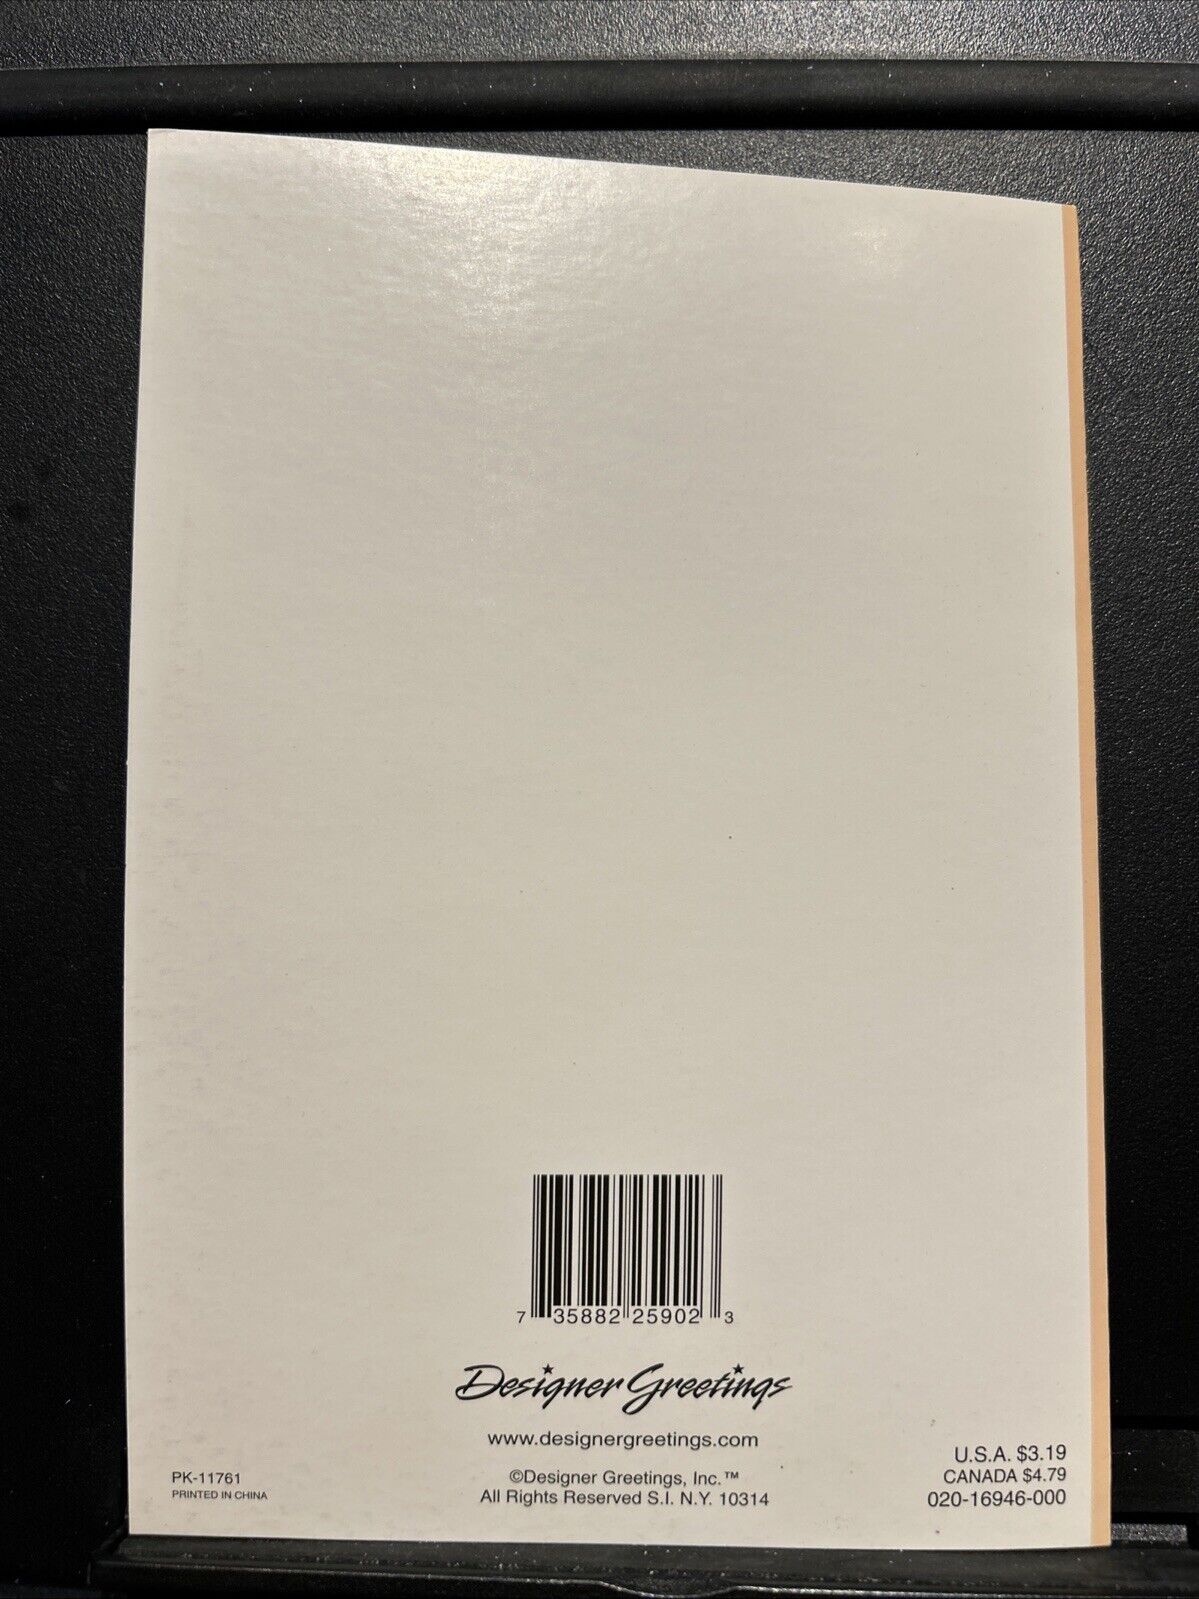 7 35882 25902 3
Designer Greetings
www.designergreetings.com
©Designer Greetings, Inc.™
All Rights Reserved S.I. N.Y. 10314
PK-11761
PRINTED IN CHINA
U.S.A. $3.19
CANADA $4.79
020-16946-000